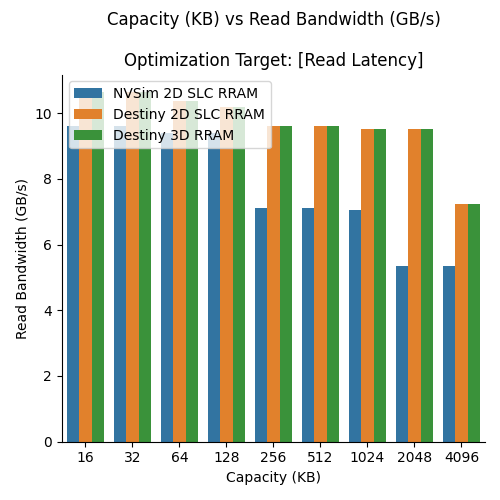 Capacity (KB) vs Read Bandwidth (GB/s)
Optimization Target: [Read Latency]
NVSim 2D SLC RRAM
Destiny 2D SLC RRAM
Destiny 3D RRAM
10
8
6
4
2
0
Read Bandwidth (GB/s)
16 32 64 128 256 512 1024 2048 4096
Capacity (KB)